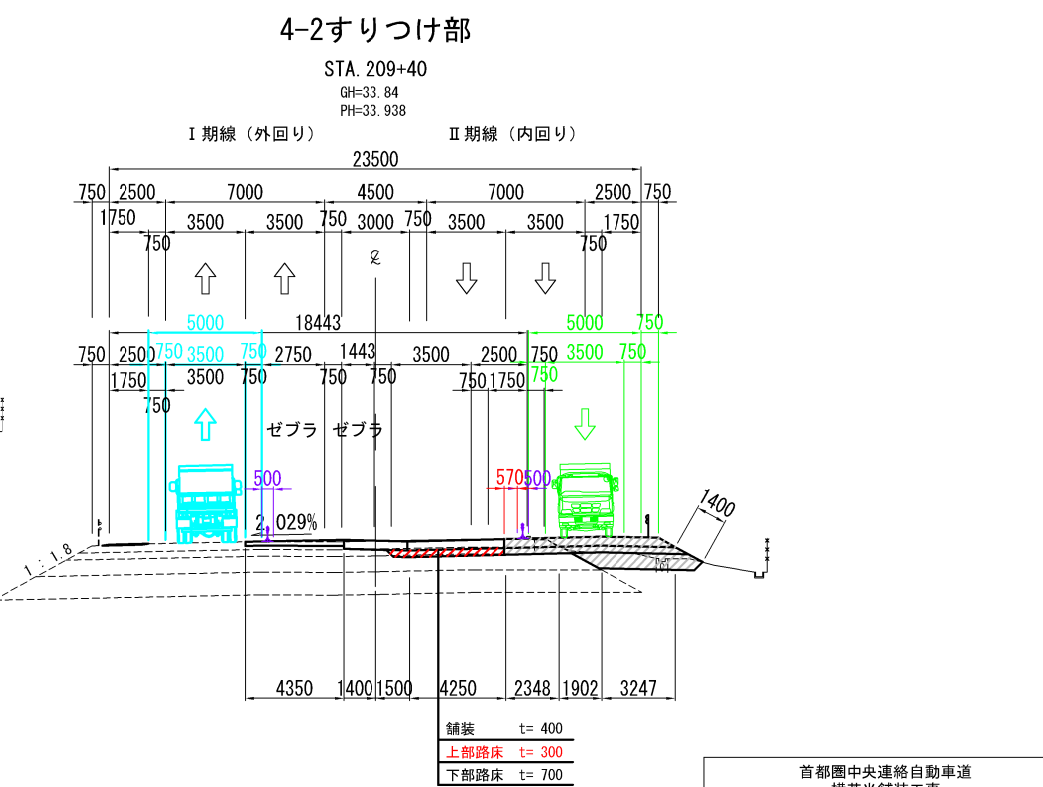 4-2すりつけ部
STA. 209+40
GH=33. 84
PH=33. 938
Ⅰ期線（外回り） Ⅱ期線（内回り）
23500
750 2500 7000 4500 7000 2500 750
1750 3500 3500 750 3000 750 3500 3500 1750
750 750
5000 18443 5000 750
750 2500 750 3500 750 2750 1443 3500 2500 750 3500 750
1750 3500 750 750 750 750 1750 750
750
ゼブラ ゼブラ
500 570 500
1400
2. 029%
1 : 1.8
4350 1400 1500 4250 2348 1902 3247
舗装 t= 400
上部路床 t= 300
下部路床 t= 700
首都圏中央連絡自動車道